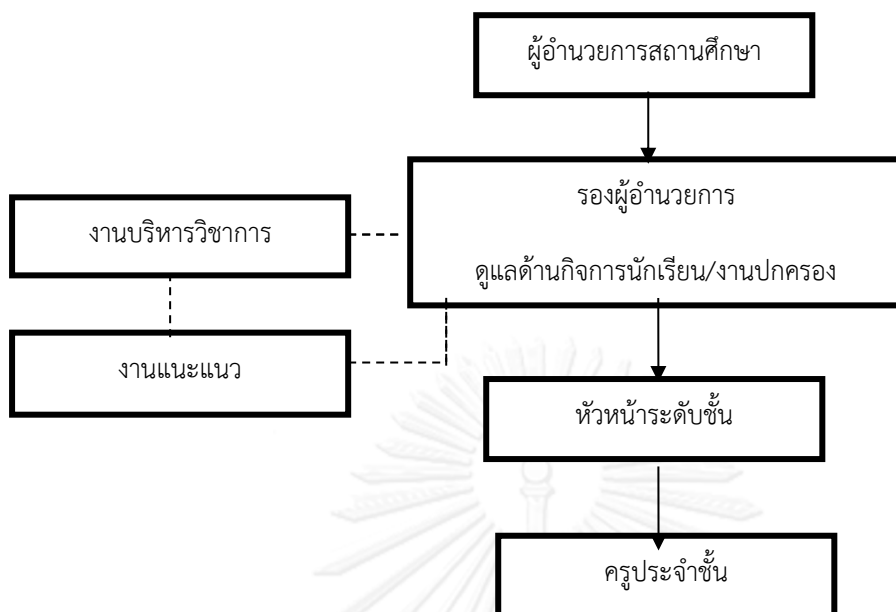 ผู้อำนวยการสถานศึกษา
รองผู้อำนวยการ
ดูแลด้านกิจการนักเรียน/งานปกครอง
งานบริหารวิชาการ
งานแนะแนว
หัวหน้าระดับชั้น
ครูประจำชั้น